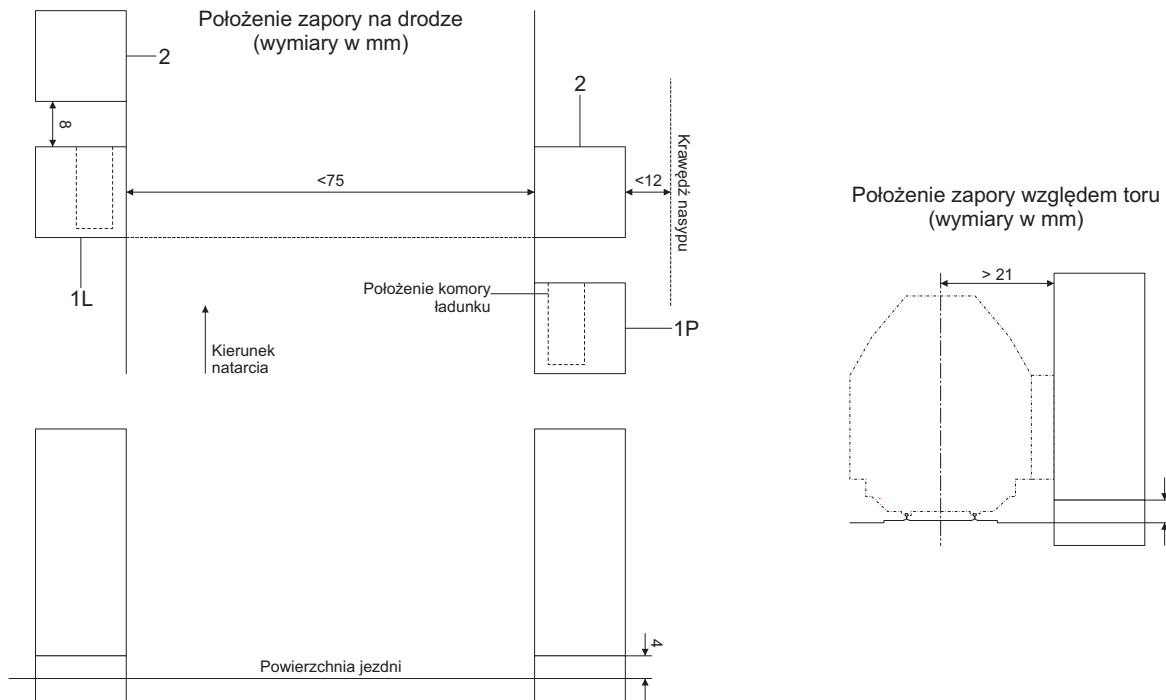 Położenie zapory na drodze
(wymiary w mm)
2
2
8
<75
<12
Krawędź nasypu
1L
Położenie komory
ładunku
1P
Kierunek
natarcia
Powierzchnia jezdni
4
Położenie zapory względem toru
(wymiary w mm)
> 21